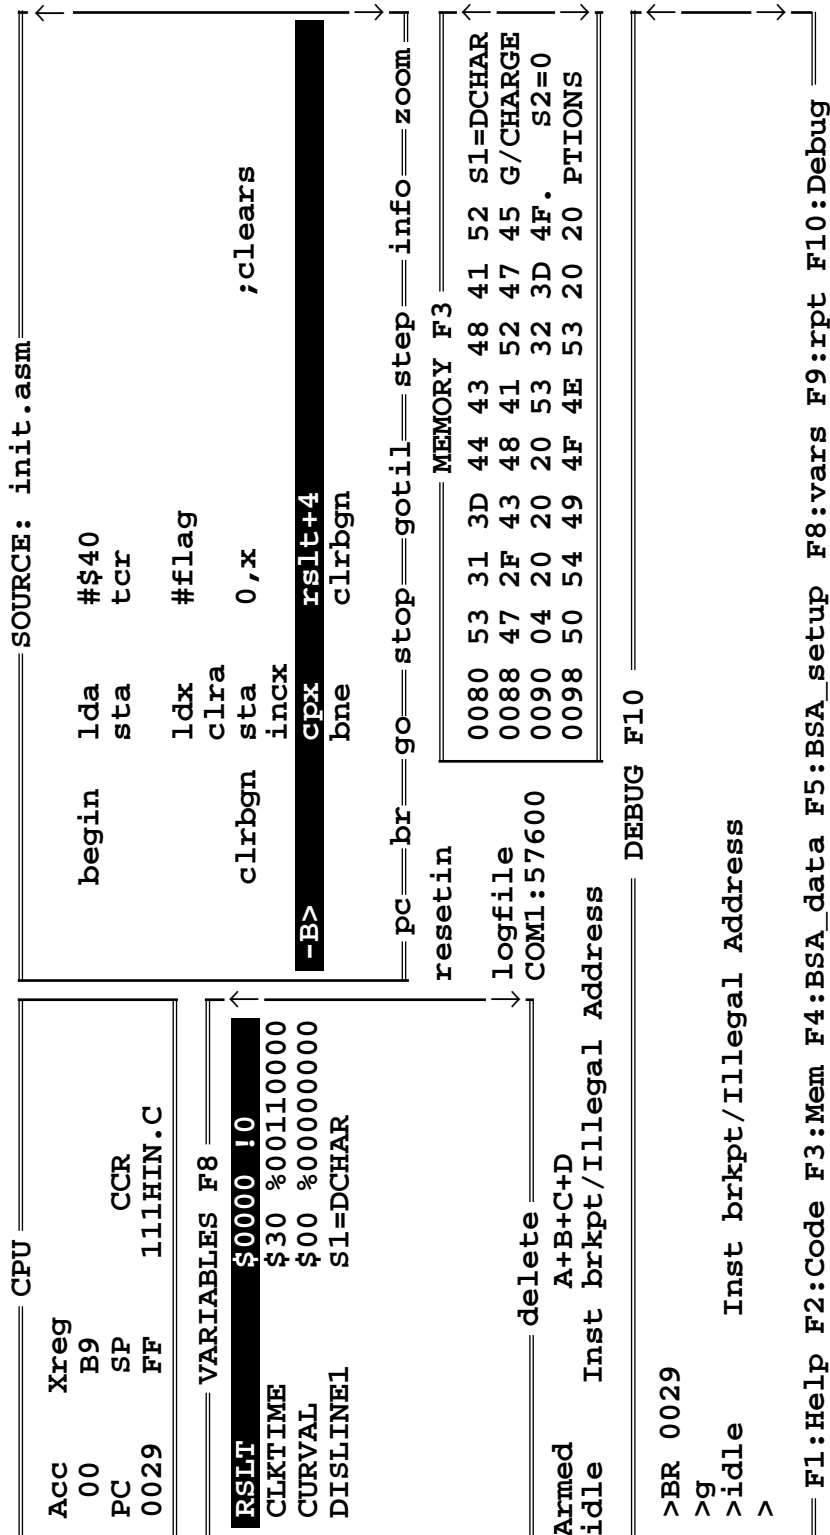 CPU
Acc Xreg
00 B9
PC SP CCR
0029 FF 111HIN.C
VARIABLES F8
RSLT $0000 !0
CLKTIME $30 %00110000
CURVAL $00 %00000000
DISLINE1 S1=DCHAR
delete
SOURCE: init.asm
begin lda #$40
sta tcr
ldx #flag
clra
clrbgn sta 0,x ;clears
incx
-B> cpx rslt+4
bne clrbgn
pc br go stop gotil step info zoom
resetin
logfile
COM1:57600
Armed A+B+C+D
idle Inst brkpt/Illegal Address
MEMORY F3
0080 53 31 3D 44 43 48 41 52 S1=DCHAR
0088 47 2F 43 48 41 52 47 45 G/CHARGE
0090 04 20 20 20 53 32 3D 4F. S2=0
0098 50 54 49 4F 4E 53 20 20 PTIONS
DEBUG F10
>BR 0029
>g
>idle Inst brkpt/Illegal Address
>
F1:Help F2:Code F3:Mem F4:BSA_data F5:BSA_setup F8:vars F9:rpt F10:Debug